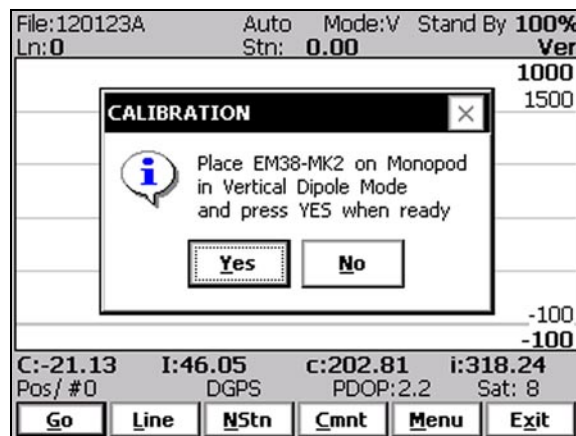 File:120123A Auto Mode:V Stand By 100%
Ln:0 Stn: 0.00 Ver
1000
1500
CALIBRATION
Place EM38-MK2 on Monopod
in Vertical Dipole Mode
and press YES when ready
Yes No
-100
-100
C:-21.13 I:46.05 c:202.81 i:318.24
Pos/ #0 DGPS PDOP:2.2 Sat: 8
Go Line NStn Cmnt Menu Exit